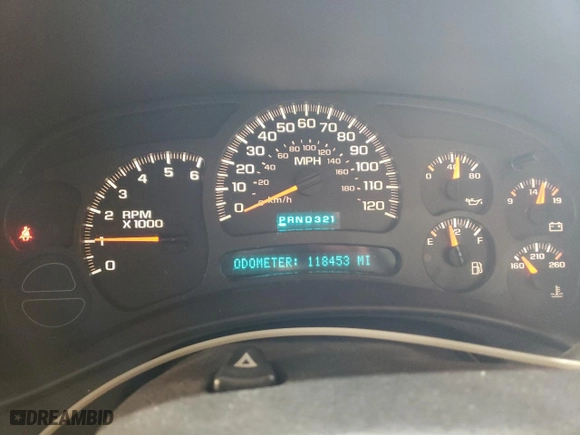 0 1 2 3 4 5 6
RPM
X1000
0 10 20 30 40 50 60 70 80 90 100 110 120
20 40 60 80 100 120 140 160 180
MPH
km/h
PRND321
ODOMETER: 118453 MI
0 40 80
9 14 19
E 1/2 F
160 210 260
DREAMBID